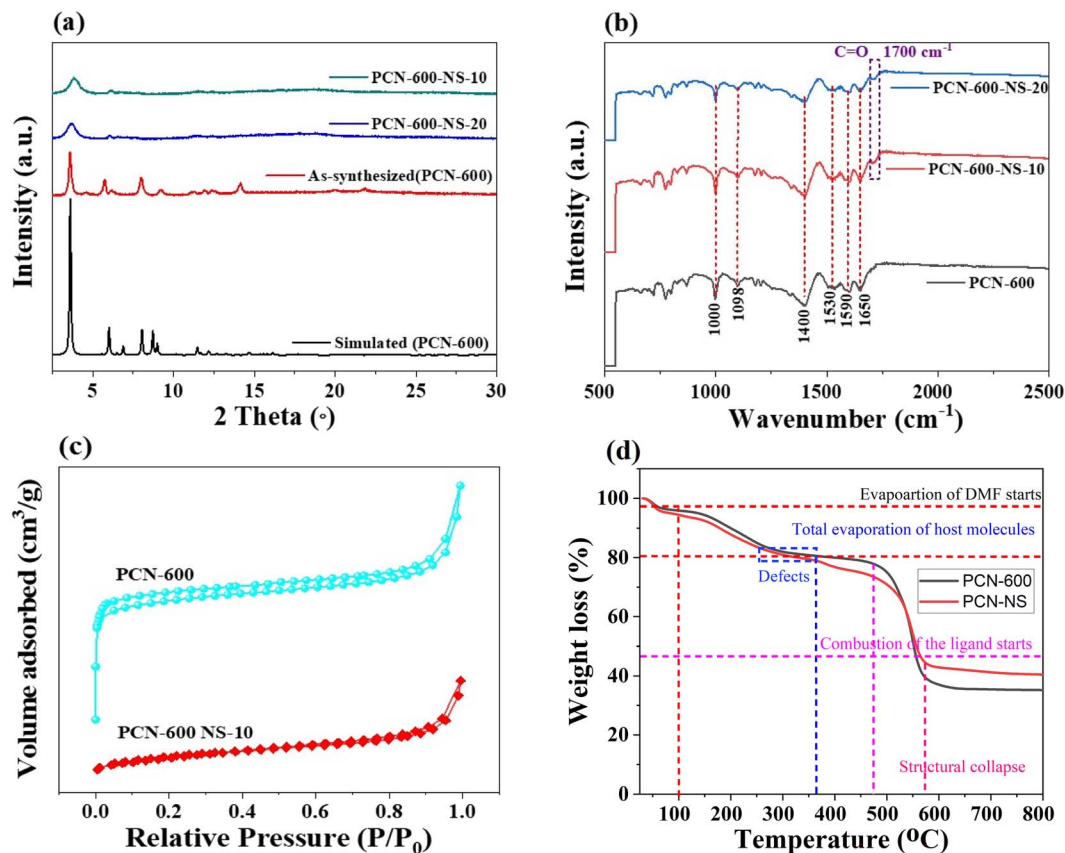 (a)
PCN-600-NS-10
PCN-600-NS-20
As-synthesized(PCN-600)
Simulated (PCN-600)
Intensity (a.u.)
5 10 15 20 25 30
2 Theta (◦)
(b)
C=O 1700 cm⁻¹
PCN-600-NS-20
PCN-600-NS-10
PCN-600
1000
1098
1400
1530
1590
1650
Intensity (a.u.)
500 1000 1500 2000 2500
Wavenumber (cm⁻¹)
(c)
PCN-600
PCN-600 NS-10
Volume adsorbed (cm³/g)
0.0 0.2 0.4 0.6 0.8 1.0
Relative Pressure (P/P₀)
(d)
Evapoartion of DMF starts
Total evaporation of host molecules
Defects
PCN-600
PCN-NS
Combustion of the ligand starts
Structural collapse
Weight loss (%)
100
80
60
40
20
0
100 200 300 400 500 600 700 800
Temperature (⁰C)